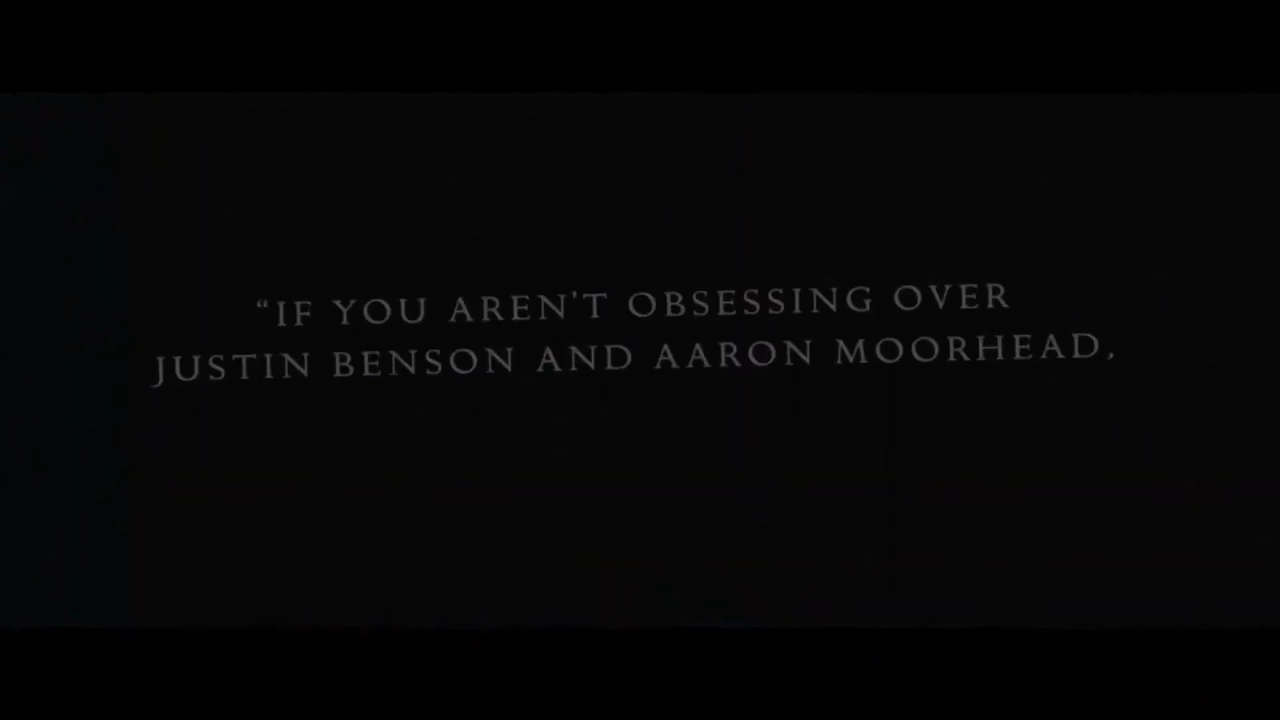 “IF YOU AREN'T OBSESSING OVER
JUSTIN BENSON AND AARON MOORHEAD,